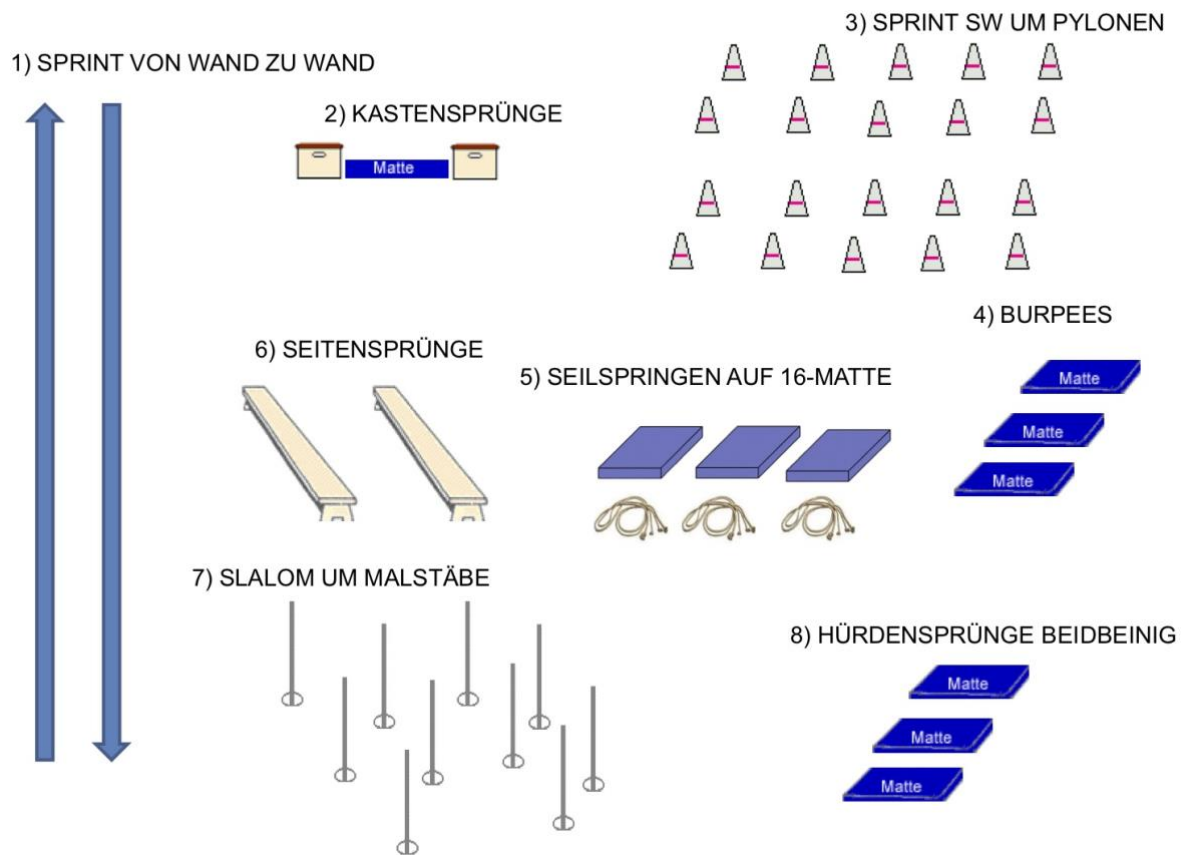 1) SPRINT VON WAND ZU WAND
2) KASTENSPRÜNGE
Matte
3) SPRINT SW UM PYLONEN
4) BURPEES
Matte
Matte
Matte
5) SEILSPRINGEN AUF 16-MATTE
6) SEITENSPRÜNGE
7) SLALOM UM MALSTÄBE
8) HÜRDENSPRÜNGE BEIDBEINIG
Matte
Matte
Matte